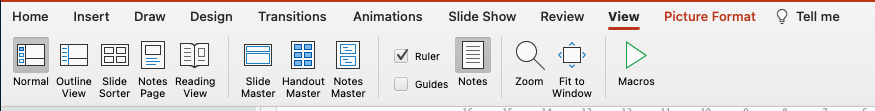 Home Insert Draw Design Transitions Animations Slide Show Review View Picture Format Tell me
Normal
Outline
View
Slide
Sorter
Notes
Page
Reading
View
Slide
Master
Handout
Master
Notes
Master
Ruler
Guides
Notes
Zoom
Fit to
Window
Macros